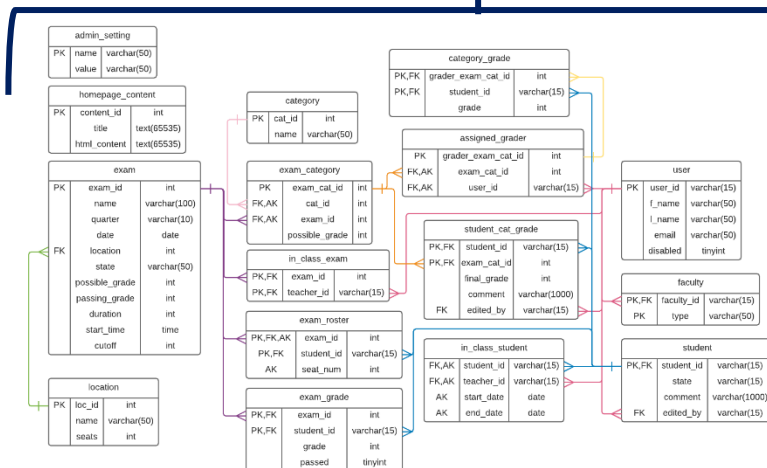 admin_setting
PK name varchar(50)
value varchar(50)
homepage_content
PK content_id int
title text(65535)
html_content text(65535)
exam
PK exam_id int
name varchar(100)
quarter varchar(10)
date date
FK location int
state varchar(50)
possible_grade int
passing_grade int
duration int
start_time time
cutoff int
location
PK loc_id int
name varchar(50)
seats int
category
PK cat_id int
name varchar(50)
exam_category
PK exam_cat_id int
FK,AK cat_id int
FK,AK exam_id int
possible_grade int
in_class_exam
PK,FK exam_id int
PK,FK teacher_id varchar(15)
exam_roster
PK,FK,AK exam_id int
PK,FK student_id varchar(15)
AK seat_num int
exam_grade
PK,FK exam_id int
PK,FK student_id varchar(15)
grade int
passed tinyint
category_grade
PK,FK grader_exam_cat_id int
PK,FK student_id varchar(15)
grade int
assigned_grader
PK grader_exam_cat_id int
FK,AK exam_cat_id int
FK,AK user_id varchar(15)
student_cat_grade
PK,FK student_id varchar(15)
PK,FK exam_cat_id int
final_grade int
comment varchar(1000)
FK edited_by varchar(15)
in_class_student
FK,AK student_id varchar(15)
FK,AK teacher_id varchar(15)
AK start_date date
AK end_date date
user
PK user_id varchar(15)
f_name varchar(50)
l_name varchar(50)
email varchar(50)
disabled tinyint
faculty
PK,FK faculty_id varchar(15)
PK type varchar(50)
student
PK,FK student_id varchar(15)
state varchar(15)
comment varchar(1000)
FK edited_by varchar(15)